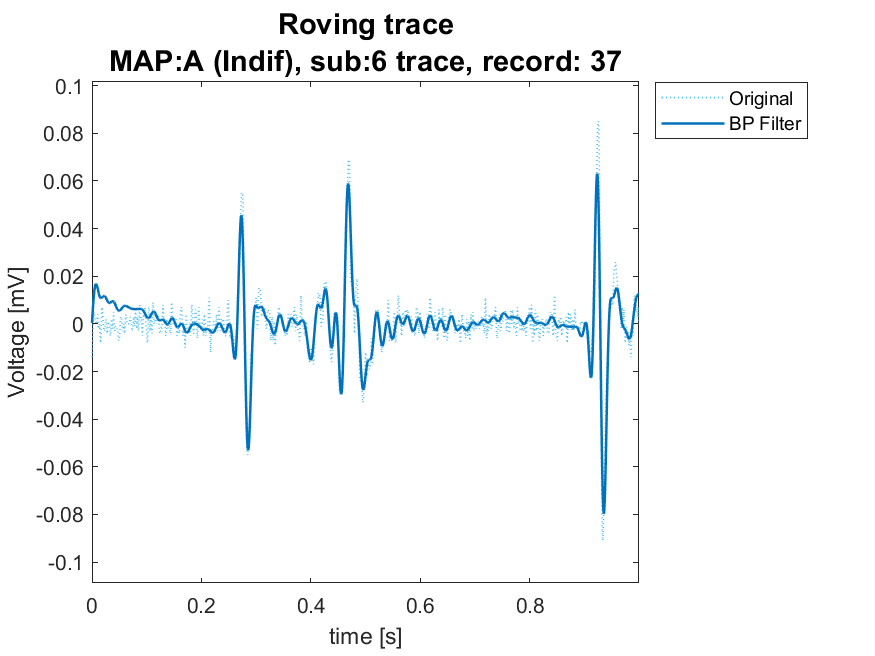 Roving trace
MAP:A (Indif), sub:6 trace, record: 37
Original
BP Filter
0.1
0.08
0.06
0.04
0.02
0
-0.02
-0.04
-0.06
-0.08
-0.1
Voltage [mV]
0
0.2
0.4
0.6
0.8
time [s]